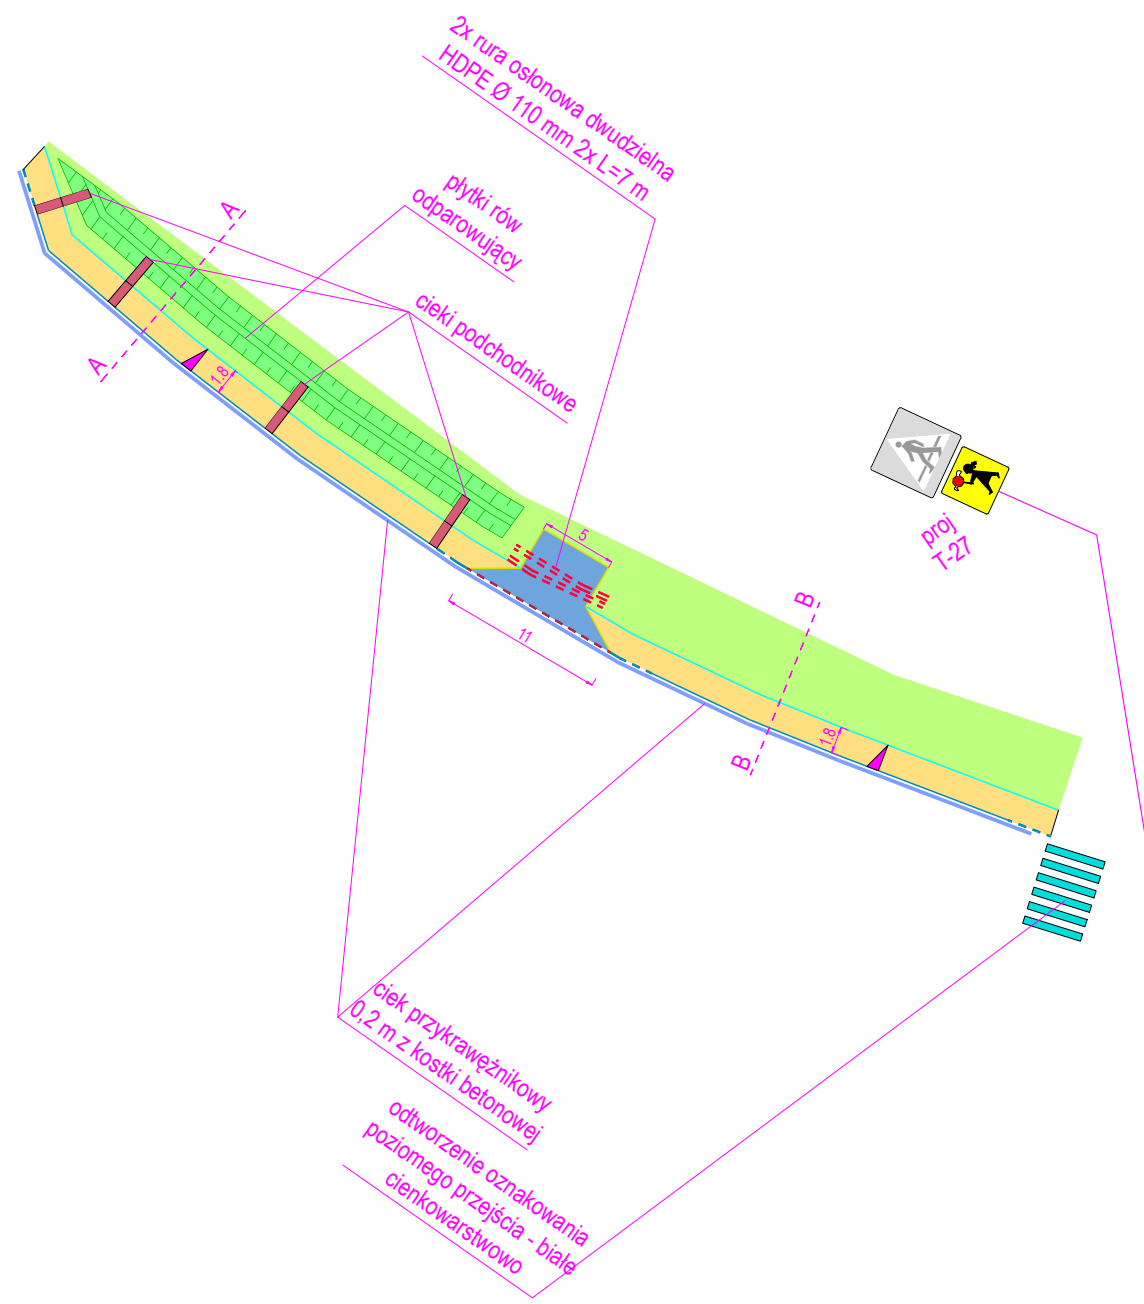 2x rura osłonowa dwudzielna
HDPE Ø 110 mm 2x L=7 m
płytki rów
odparowujący
A
cieki podchodnikowe
A
1.8
5
proj
T-27
11
B
1.8
B
ciek przykrawężnikowy
0,2 m z kostki betonowej
odtworzenie oznakowania
poziomego przejścia - białe
cienkowarstwowo